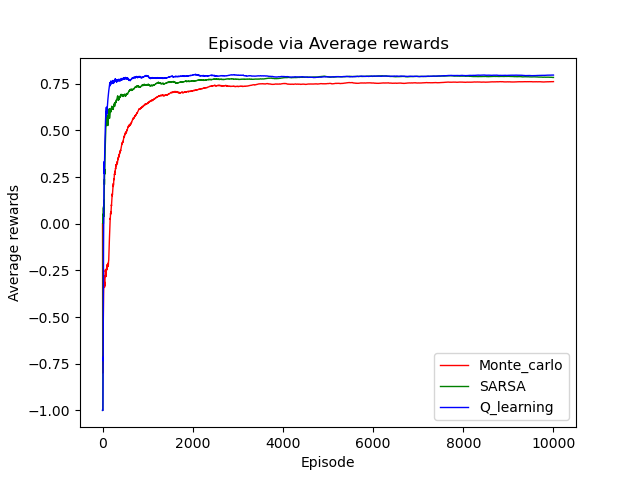 Episode via Average rewards
Average rewards
0.75
0.50
0.25
0.00
−0.25
−0.50
−0.75
−1.00
Monte_carlo
SARSA
Q_learning
0 2000 4000 6000 8000 10000
Episode